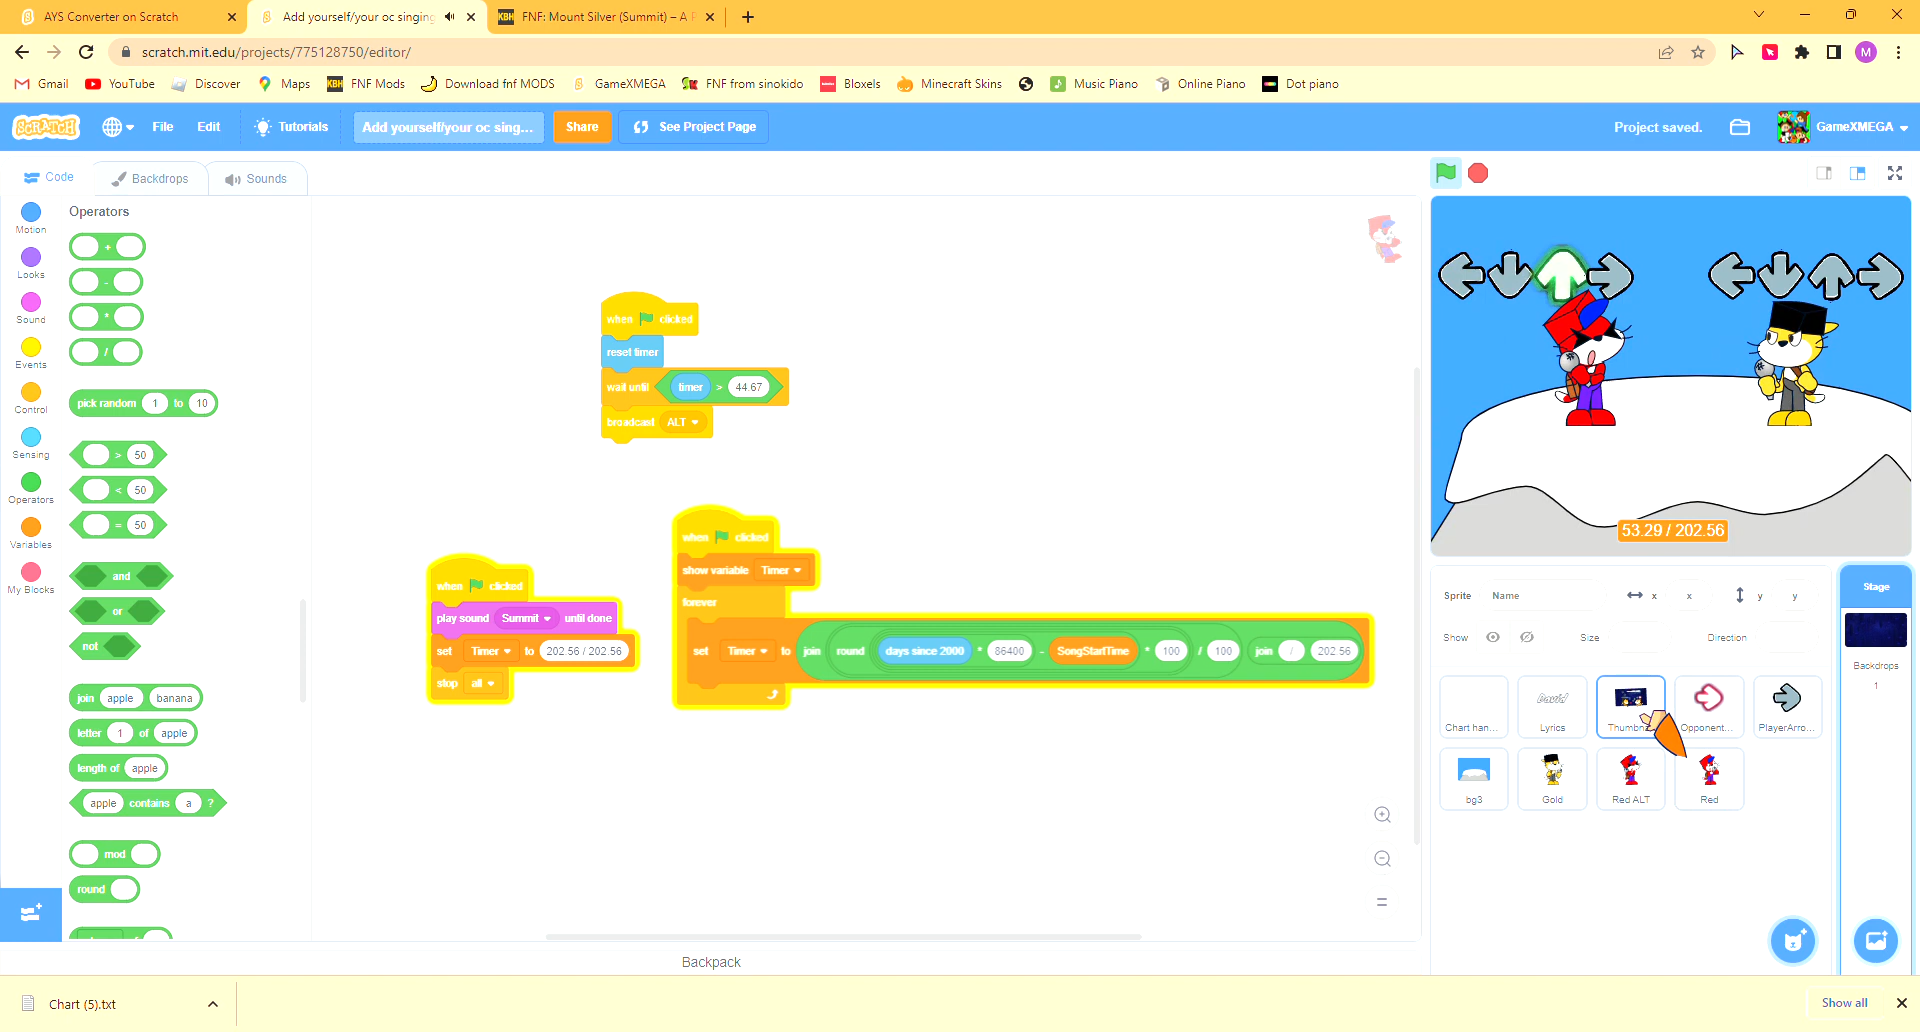 AYS Converter on Scratch
Add yourself/your oc singing
KBH FNF: Mount Silver (Summit) – A P
scratch.mit.edu/projects/775128750/editor/
M
Gmail YouTube Discover Maps KBH FNF Mods Download fnf MODS GameXMEGA FNF from sinokido Bloxels Minecraft Skins Music Piano Online Piano Dot piano
SCRATCH File Edit Tutorials Add yourself/your oc sing... Share See Project Page Project saved. GameXMEGA
Code Backdrops Sounds
Motion
Looks
Sound
Events
Control
Sensing
Operators
Variables
My Blocks
Operators
+
-
*
/
pick random 1 to 10
> 50
< 50
= 50
and
or
not
join apple banana
letter 1 of apple
length of apple
apple contains a ?
mod
round
when clicked
reset timer
wait until timer > 44.67
broadcast ALT
when clicked
play sound Summit until done
set Timer to 202.56 / 202.56
stop all
when clicked
show variable Timer
forever
set Timer to join round days since 2000 * 86400 - SongStartTime * 100 / 100 join / 202.56
=
Backpack
53.29 / 202.56
Sprite Name x x y y
Show Size Direction
Chart han...
David
Lyrics
Thumbn
Opponent...
PlayerArro...
bg3
Gold
Red ALT
Red
Stage
Backdrops
1
Chart (5).txt
Show all